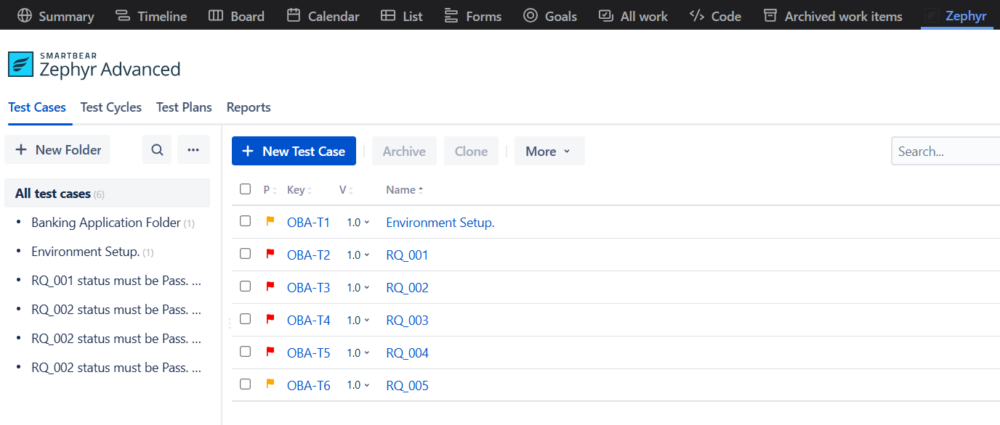 Summary Timeline Board Calendar List Forms Goals All work Code Archived work items Zephyr
SMARTBEAR
Zephyr Advanced
Test Cases Test Cycles Test Plans Reports
+ New Folder ... + New Test Case Archive Clone More Search...
All test cases (6)
• Banking Application Folder (1)
• Environment Setup. (1)
• RQ_001 status must be Pass. ...
• RQ_002 status must be Pass. ...
• RQ_002 status must be Pass. ...
• RQ_002 status must be Pass. ...
P Key V Name
OBA-T1 1.0 Environment Setup.
OBA-T2 1.0 RQ_001
OBA-T3 1.0 RQ_002
OBA-T4 1.0 RQ_003
OBA-T5 1.0 RQ_004
OBA-T6 1.0 RQ_005